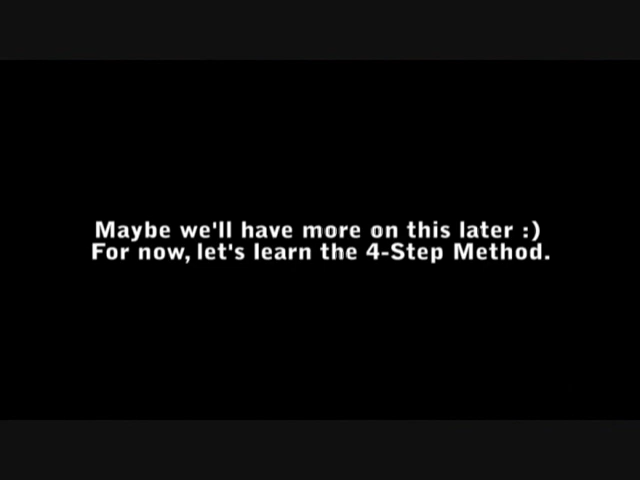 Maybe we'll have more on this later :)
For now, let's learn the 4-Step Method.